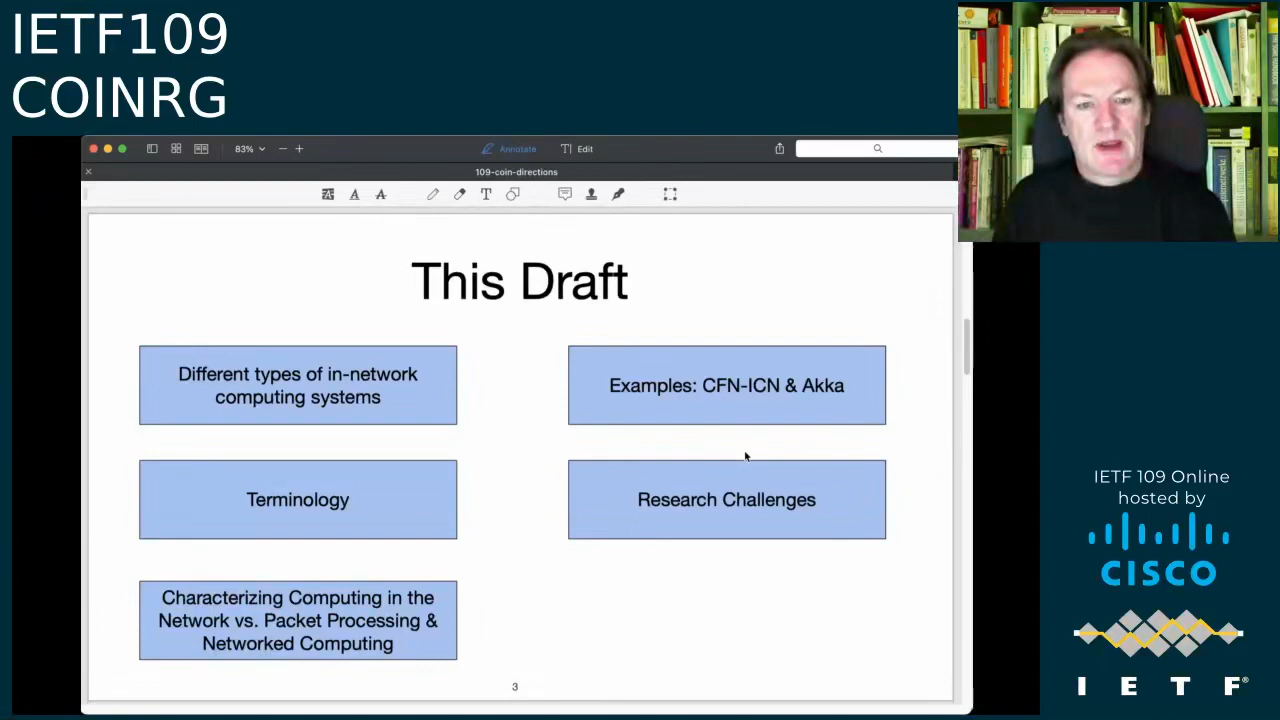 IETF109
COINRG
83%
Annotate
Edit
109-coin-directions
This Draft
Different types of in-network
computing systems
Examples: CFN-ICN & Akka
Terminology
Research Challenges
Characterizing Computing in the
Network vs. Packet Processing &
Networked Computing
3
IETF 109 Online
hosted by
CISCO
I E T F®